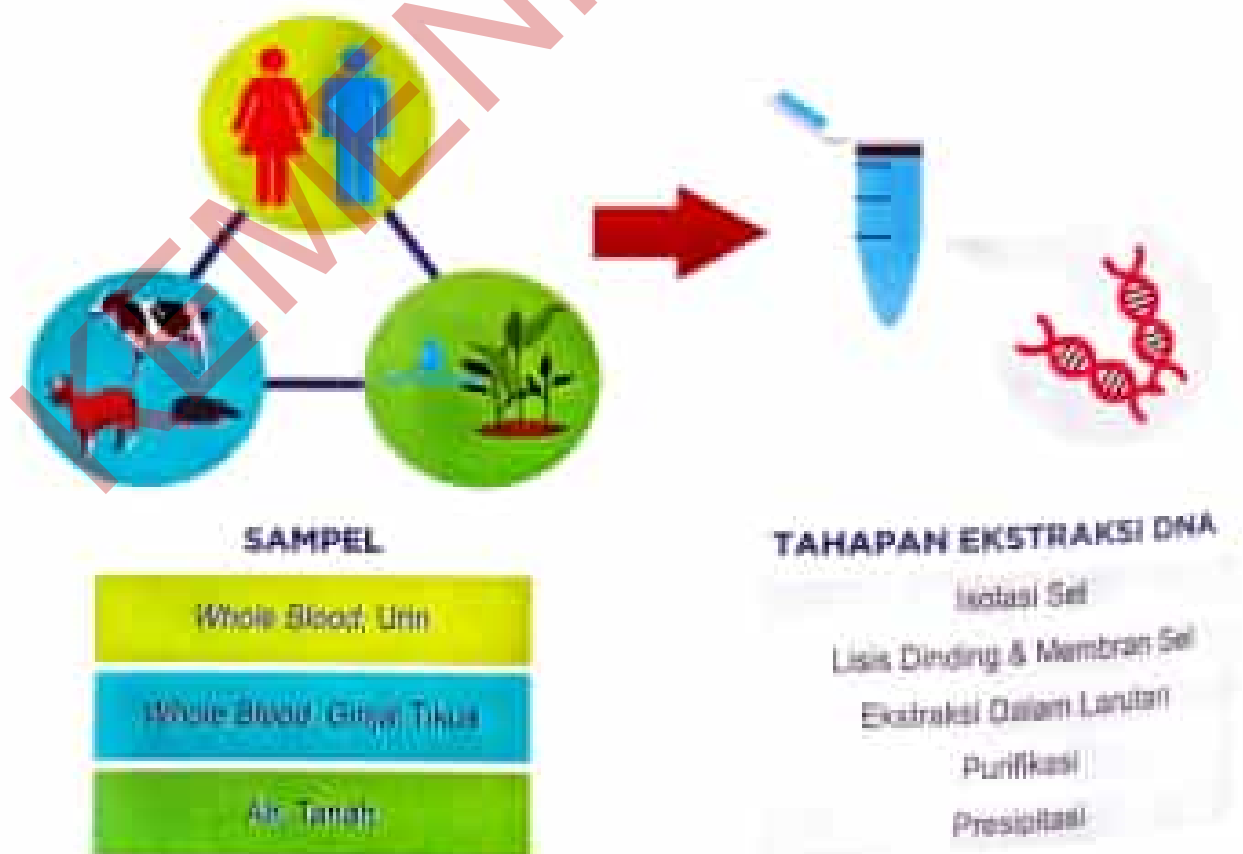 KEMEN
SAMPEL
Whole Blood, Urin
Whole Blood, Ginjal Tikus
Air, Tanah
TAHAPAN EKSTRAKSI DNA
Isolasi Sel
Lisis Dinding & Membran Sel
Ekstraksi Dalam Larutan
Purifikasi
Presipitasi